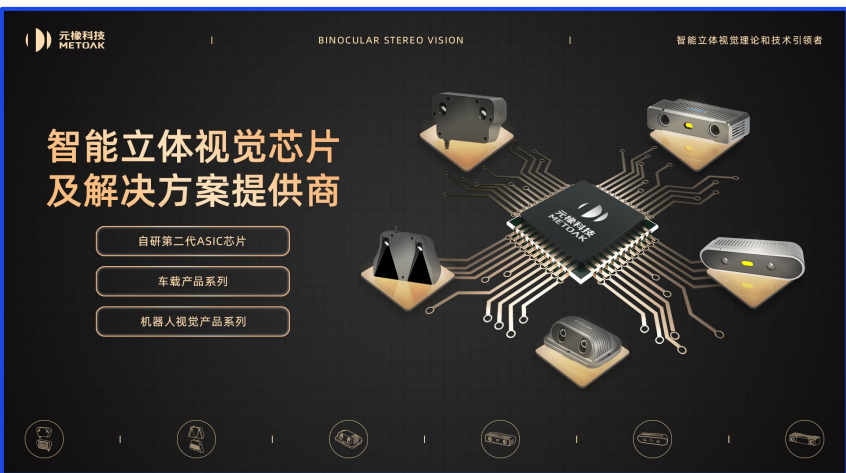 元橡科技
METOAK
BINOCULAR STEREO VISION
智能立体视觉理论和技术引领者
智能立体视觉芯片
及解决方案提供商
自研第二代ASIC芯片
车载产品系列
机器人视觉产品系列
元橡科技
METOAK